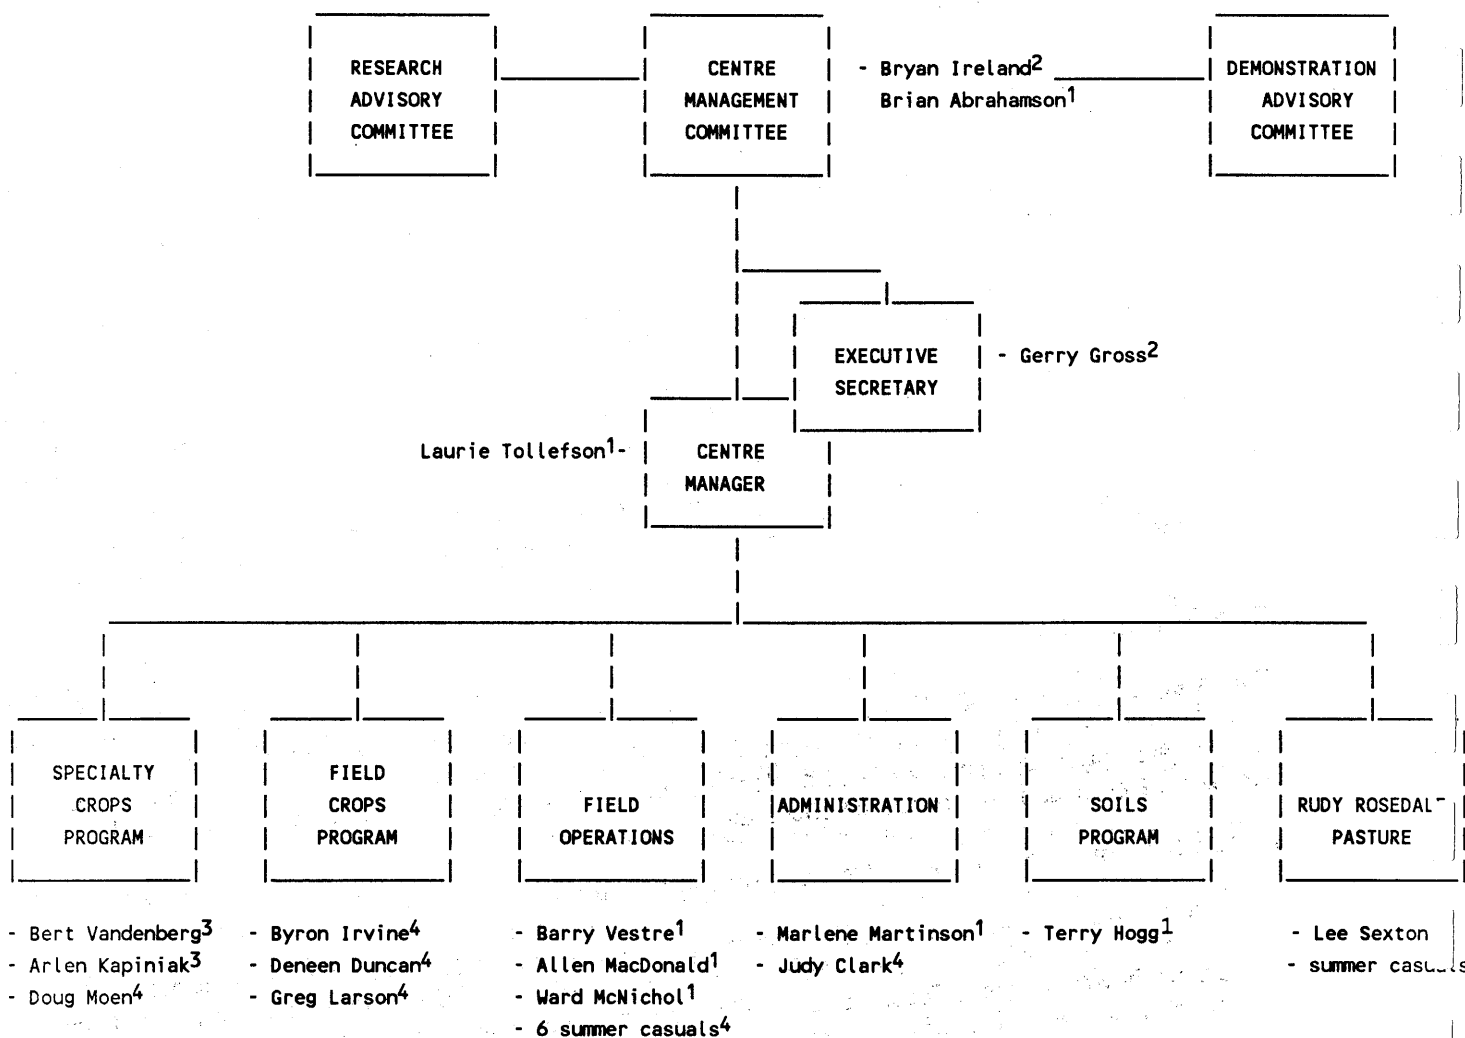 RESEARCH
ADVISORY
COMMITTEE
CENTRE
MANAGEMENT
COMMITTEE
- Bryan Ireland2
Brian Abrahamson1
DEMONSTRATION
ADVISORY
COMMITTEE
EXECUTIVE
SECRETARY
- Gerry Gross2
Laurie Tollefson1-
CENTRE
MANAGER
SPECIALTY
CROPS
PROGRAM
FIELD
CROPS
PROGRAM
FIELD
OPERATIONS
ADMINISTRATION
SOILS
PROGRAM
RUDY
PASTURE
- Bert Vandenberg3
- Arlen Kapiniak3
- Doug Moen4
- Byron Irvine4
- Deneen Duncan4
- Greg Larson4
- Barry Vestre1
- Allen MacDonald1
- Ward McNichol1
- 6 summer casuals4
- Marlene Martinson1
- Judy Clark4
- Terry Hogg1
- Lee Sexton
- summer